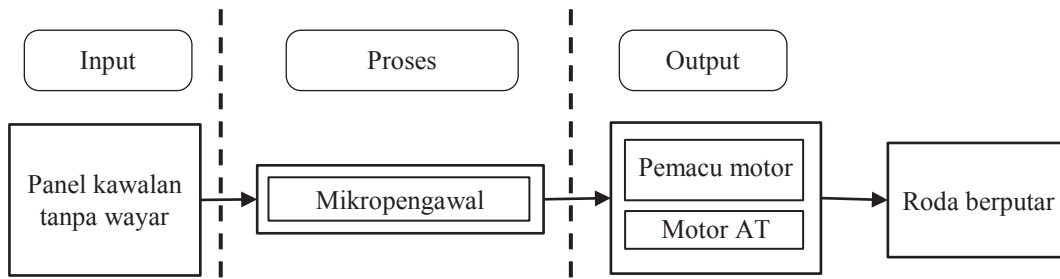 Input
Proses
Output
Panel kawalan
tanpa wayar
Mikropengawal
Pemacu motor
Motor AT
Roda berputar